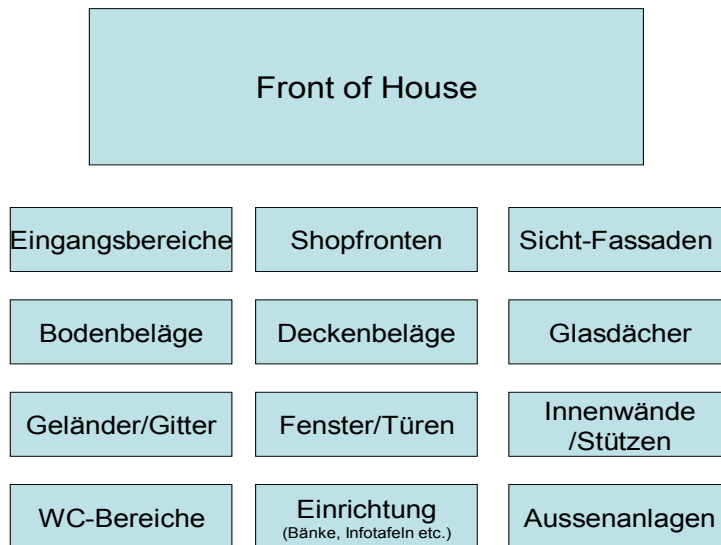 Front of House
Eingangsbereiche
Shopfronten
Sicht-Fassaden
Bodenbeläge
Deckenbeläge
Glasdächer
Geländer/Gitter
Fenster/Türen
Innenwände
/Stützen
WC-Bereiche
Einrichtung
(Bänke, Infotafeln etc.)
Aussenanlagen